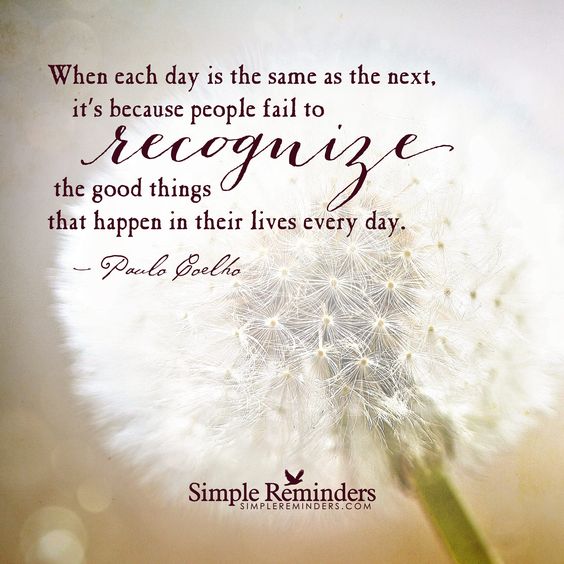 When each day is the same as the next,
it's because people fail to
recognize
the good things
that happen in their lives every day.
– Paulo Coelho
Simple Reminders
SIMPLEREMINDERS.COM